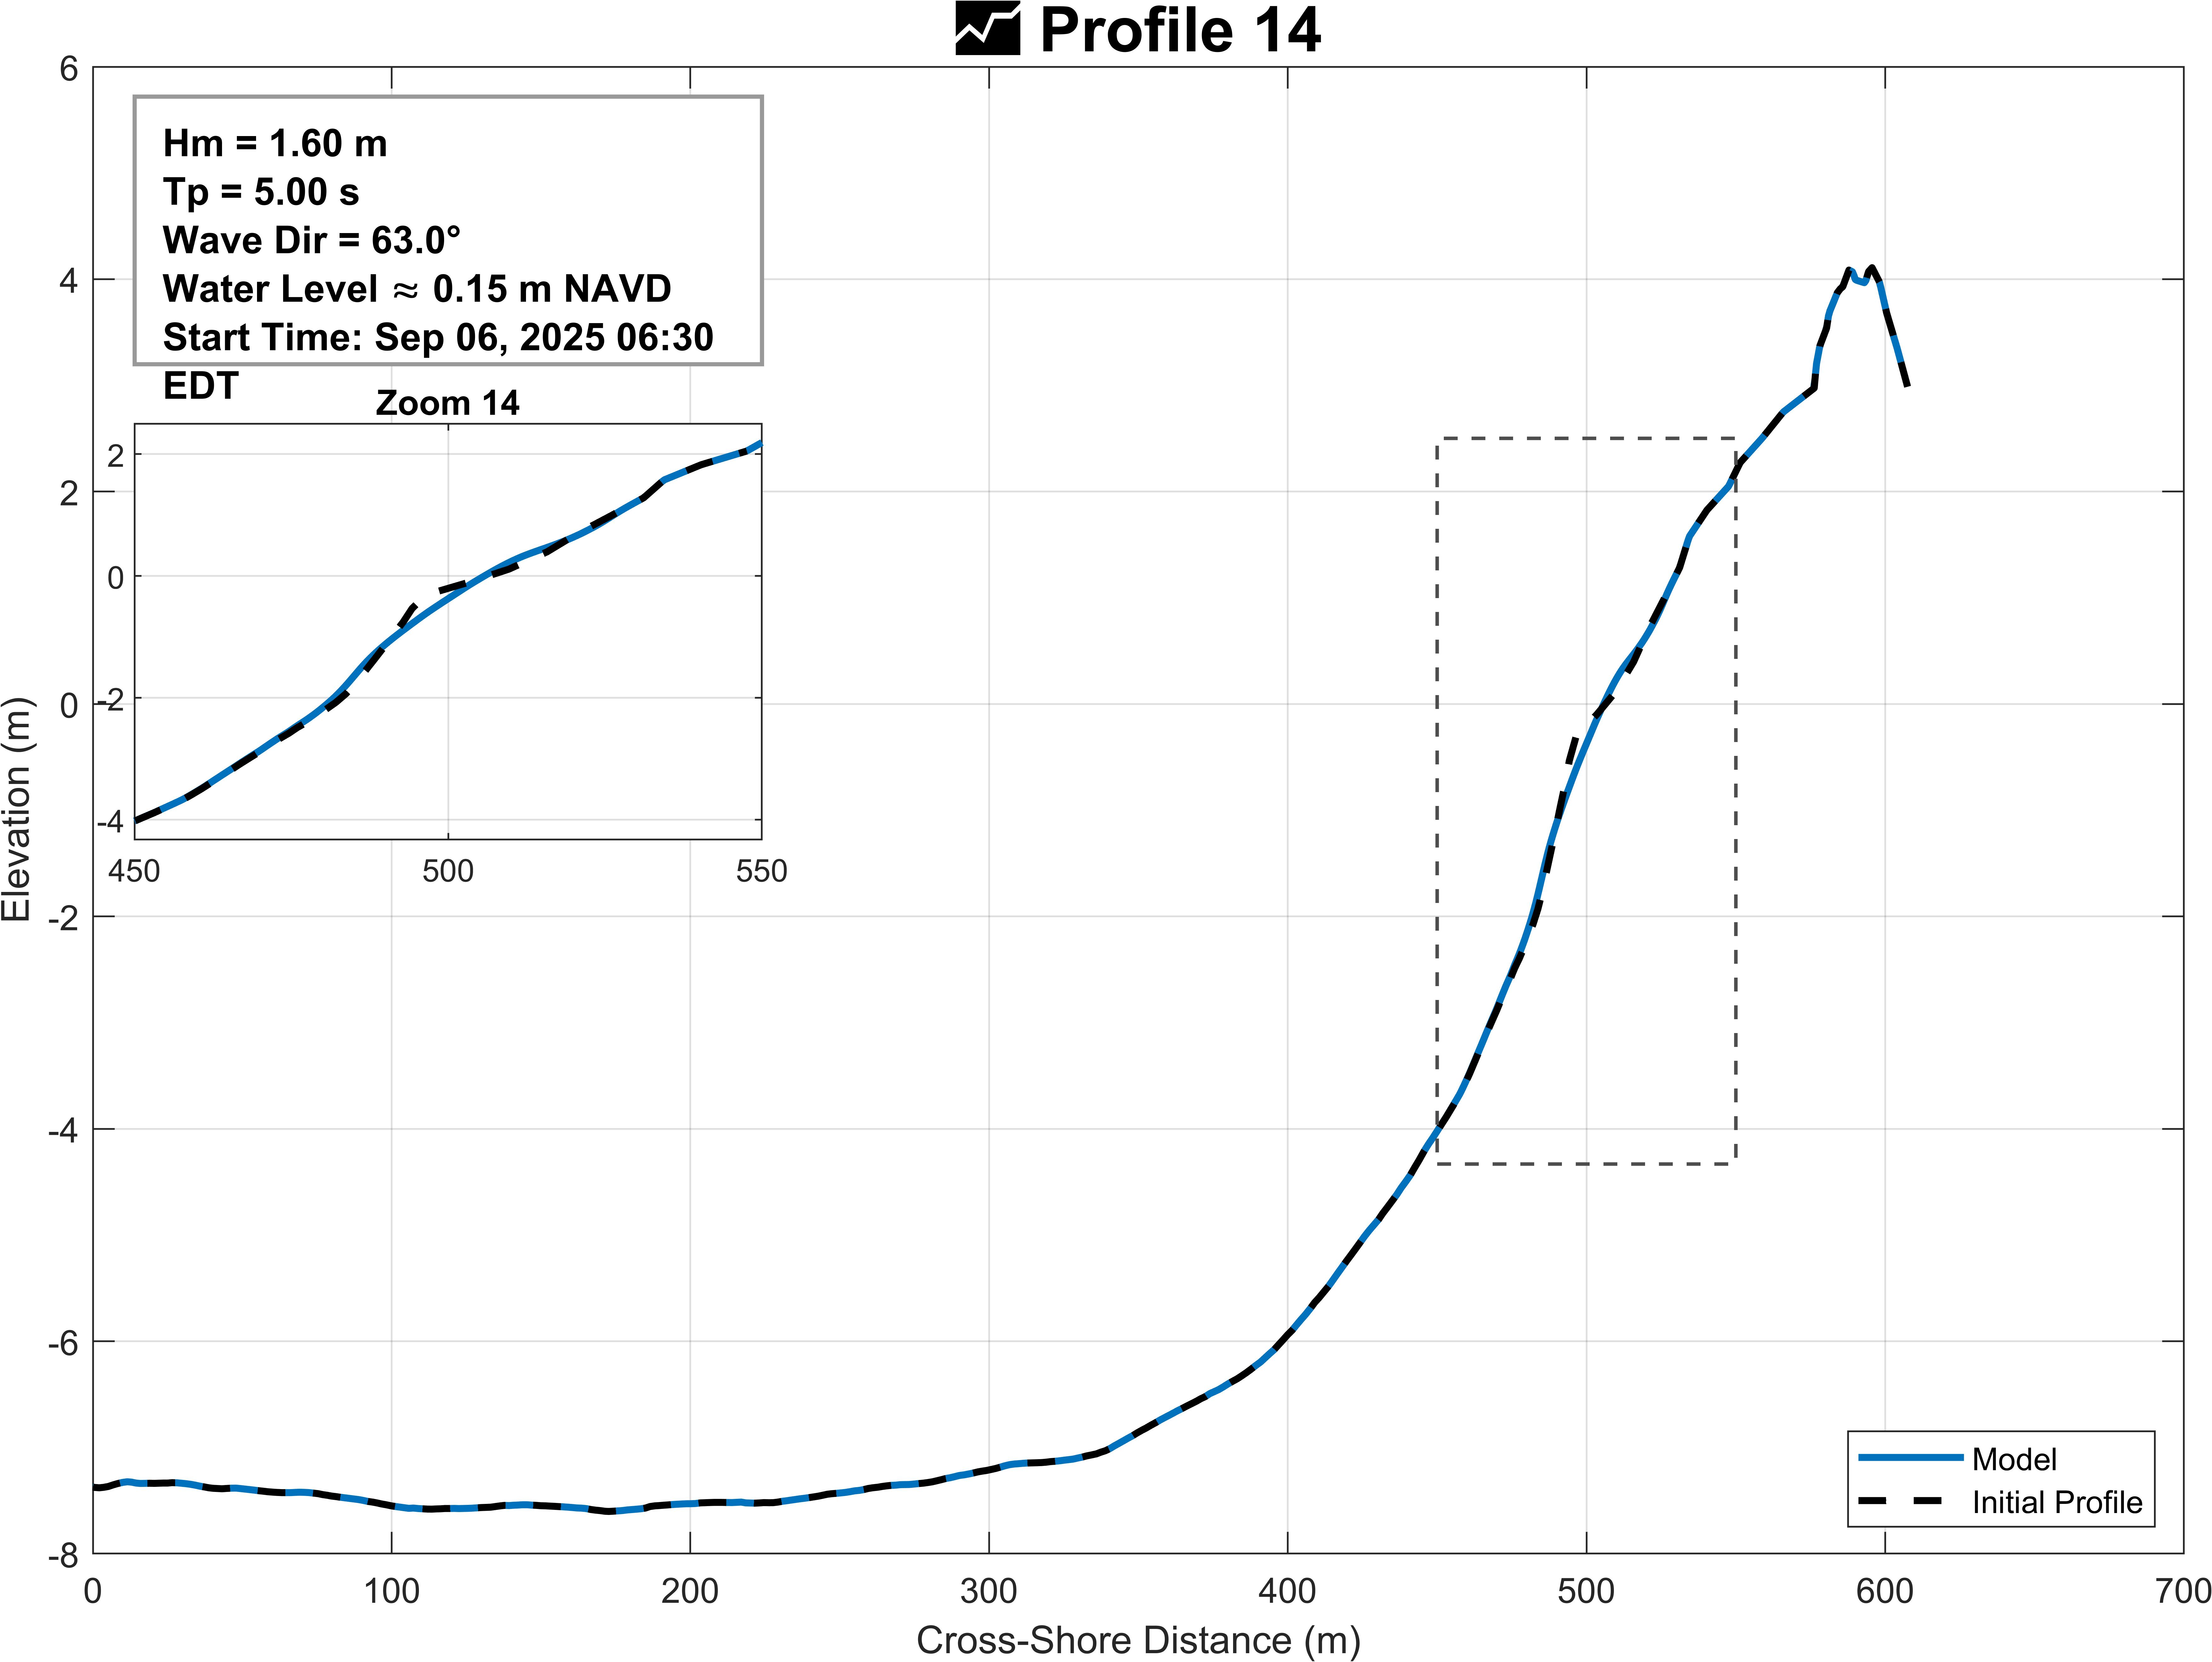 Profile 14
6
4
2
0
-2
-4
-6
-8
Elevation (m)
Hm = 1.60 m
Tp = 5.00 s
Wave Dir = 63.0°
Water Level ≈ 0.15 m NAVD
Start Time: Sep 06, 2025 06:30
EDT
Zoom 14
2
0
-2
-4
450 500 550
Model
Initial Profile
0 100 200 300 400 500 600 700
Cross-Shore Distance (m)